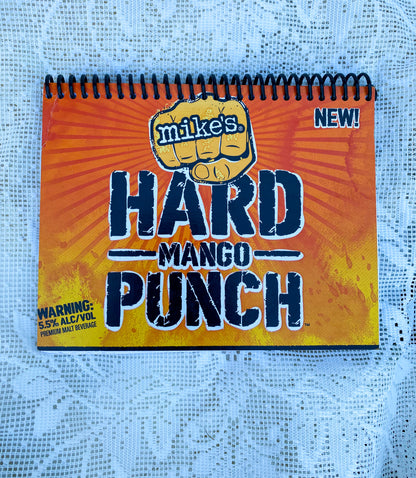 mike's.
NEW!
HARD
MANGO
PUNCH
WARNING:
5.5% ALC/VOL
PREMIUM MALT BEVERAGE